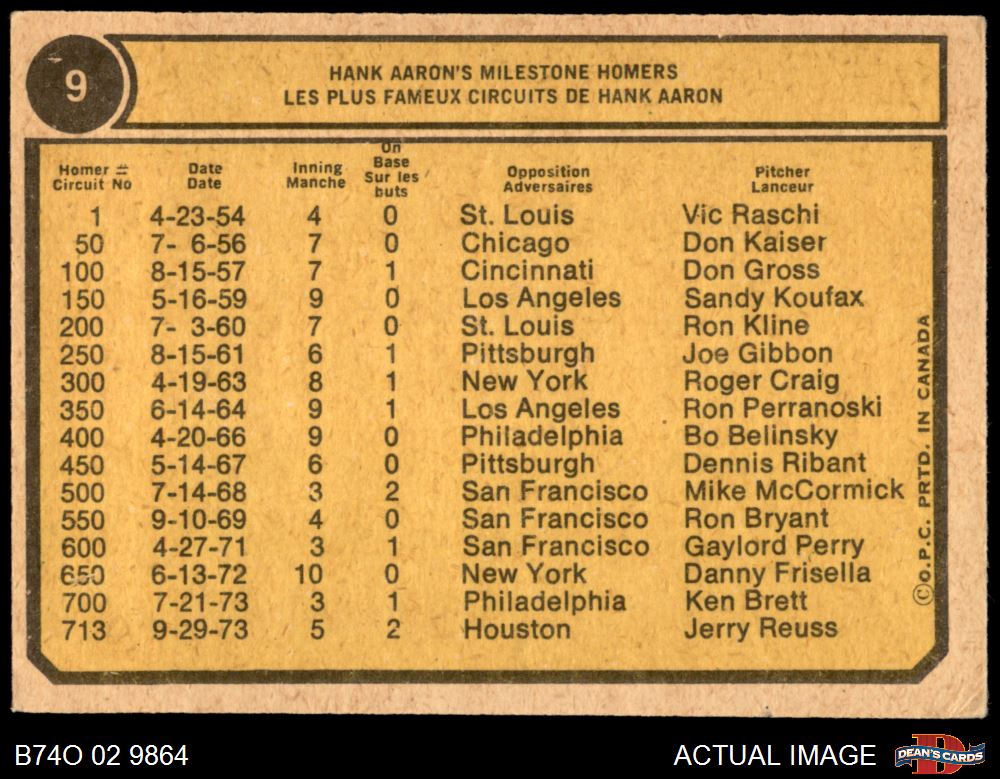 9
HANK AARON'S MILESTONE HOMERS
LES PLUS FAMEUX CIRCUITS DE HANK AARON
Homer # Date Inning On Base Opposition Pitcher
Circuit No Date Manche Sur les buts Adversaires Lanceur
1 4-23-54 4 0 St. Louis Vic Raschi
50 7- 6-56 7 0 Chicago Don Kaiser
100 8-15-57 7 1 Cincinnati Don Gross
150 5-16-59 9 0 Los Angeles Sandy Koufax
200 7- 3-60 7 0 St. Louis Ron Kline
250 8-15-61 6 1 Pittsburgh Joe Gibbon
300 4-19-63 8 1 New York Roger Craig
350 6-14-64 9 1 Los Angeles Ron Perranoski
400 4-20-66 9 0 Philadelphia Bo Belinsky
450 5-14-67 6 0 Pittsburgh Dennis Ribant
500 7-14-68 3 2 San Francisco Mike McCormick
550 9-10-69 4 0 San Francisco Ron Bryant
600 4-27-71 3 1 San Francisco Gaylord Perry
650 6-13-72 10 0 New York Danny Frisella
700 7-21-73 3 1 Philadelphia Ken Brett
713 9-29-73 5 2 Houston Jerry Reuss
©O.P.C. PRTD. IN CANADA
B74O 02 9864
ACTUAL IMAGE
DEAN'S CARDS